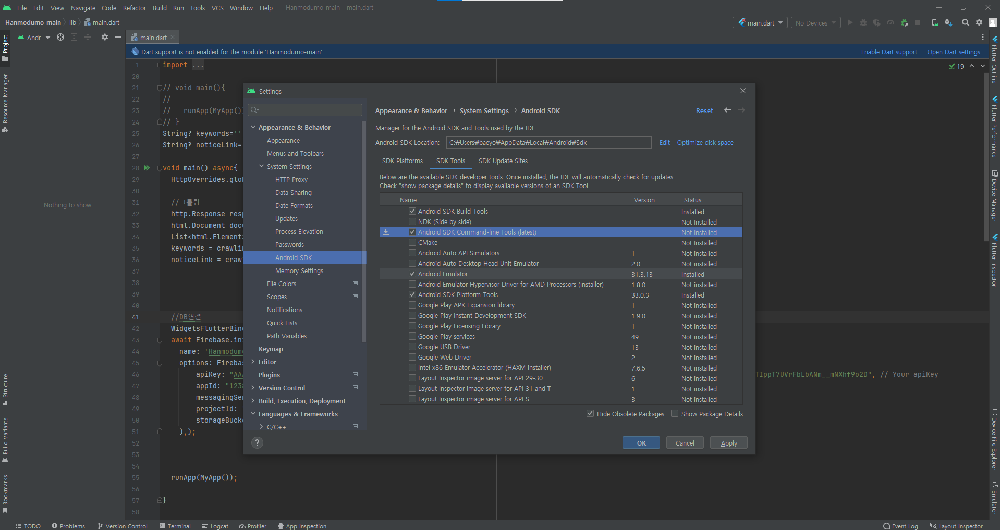 File Edit View Navigate Code Refactor Build Run Tools VCS Window Help Hanmodumo-main - main.dart
Hanmodumo-main lib main.dart main.dart No Devices
Andr... main.dart
Dart support is not enabled for the module 'Hanmodumo-main' Enable Dart support Open Dart settings
Project
Resource Manager
Structure
Build Variants
Bookmarks
Nothing to show
1 import ...
20
21 // void main(){
22 //
23 //   runApp(MyApp()
24 // }
25 String? keywords=''
26 String? noticeLink=
27
28 void main() async{
29 HttpOverrides.glo
30
31 //크롤링
32 http.Response resp
33 html.Document docu
34 List<html.Element>
35 keywords = crawlin
36 noticeLink = craw
37
38
39
40
41 //DB연결
42 WidgetsFlutterBind
43 await Firebase.in
44 name: 'Hanmodumo
45 options: Firebase
46 apiKey: "AAA TIppT7UVrFbLbANm__mNXhf9o2D", // Your apiKey
47 appId: "1238
48 messagingSen
49 projectId: '
50 storageBucke
51 ),);
52
53
54
55 runApp(MyApp());
56
57 }
58
19
Settings
Appearance & Behavior
Appearance
Menus and Toolbars
System Settings
HTTP Proxy
Data Sharing
Date Formats
Updates
Process Elevation
Passwords
Android SDK
Memory Settings
File Colors
Scopes
Notifications
Quick Lists
Path Variables
Keymap
Editor
Plugins
Version Control
Build, Execution, Deployment
Languages & Frameworks
C/C++
Appearance & Behavior › System Settings › Android SDK Reset
Manager for the Android SDK and Tools used by the IDE
Android SDK Location: C:₩Users₩baeyo₩AppData₩Local₩Android₩Sdk Edit Optimize disk space
SDK Platforms SDK Tools SDK Update Sites
Below are the available SDK developer tools. Once installed, the IDE will automatically check for updates.
Check "show package details" to display available versions of an SDK Tool.
Name Version Status
Android SDK Build-Tools Installed
NDK (Side by side) Not Installed
Android SDK Command-line Tools (latest) Not Installed
CMake Not Installed
Android Auto API Simulators 1 Not installed
Android Auto Desktop Head Unit Emulator 2.0 Not installed
Android Emulator 31.3.13 Installed
Android Emulator Hypervisor Driver for AMD Processors (installer) 1.8.0 Not installed
Android SDK Platform-Tools 33.0.3 Installed
Google Play APK Expansion library 1 Not installed
Google Play Instant Development SDK 1.9.0 Not installed
Google Play Licensing Library 1 Not installed
Google Play services 49 Not installed
Google USB Driver 13 Not installed
Google Web Driver 2 Not installed
Intel x86 Emulator Accelerator (HAXM installer) 7.6.5 Not installed
Layout Inspector image server for API 29-30 6 Not installed
Layout Inspector image server for API 31 and T 1 Not installed
Layout Inspector image server for API S 3 Not installed
Hide Obsolete Packages Show Package Details
? OK Cancel Apply
Flutter Outline
Flutter Performance
Device Manager
Flutter Inspector
Device File Explorer
Emulator
TODO Problems Version Control Terminal Logcat Profiler App Inspection Event Log Layout Inspector